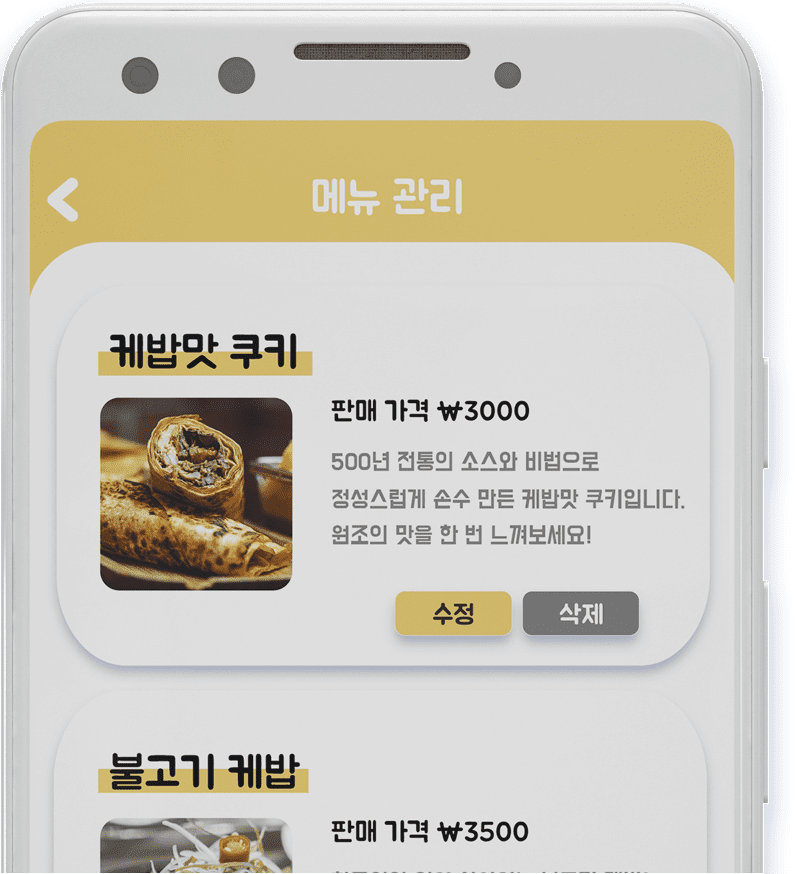 메뉴 관리
케밥맛 쿠키
판매 가격 ₩3000
500년 전통의 소스와 비법으로
정성스럽게 손수 만든 케밥맛 쿠키입니다.
원조의 맛을 한 번 느껴보세요!
수정 삭제
불고기 케밥
판매 가격 ₩3500